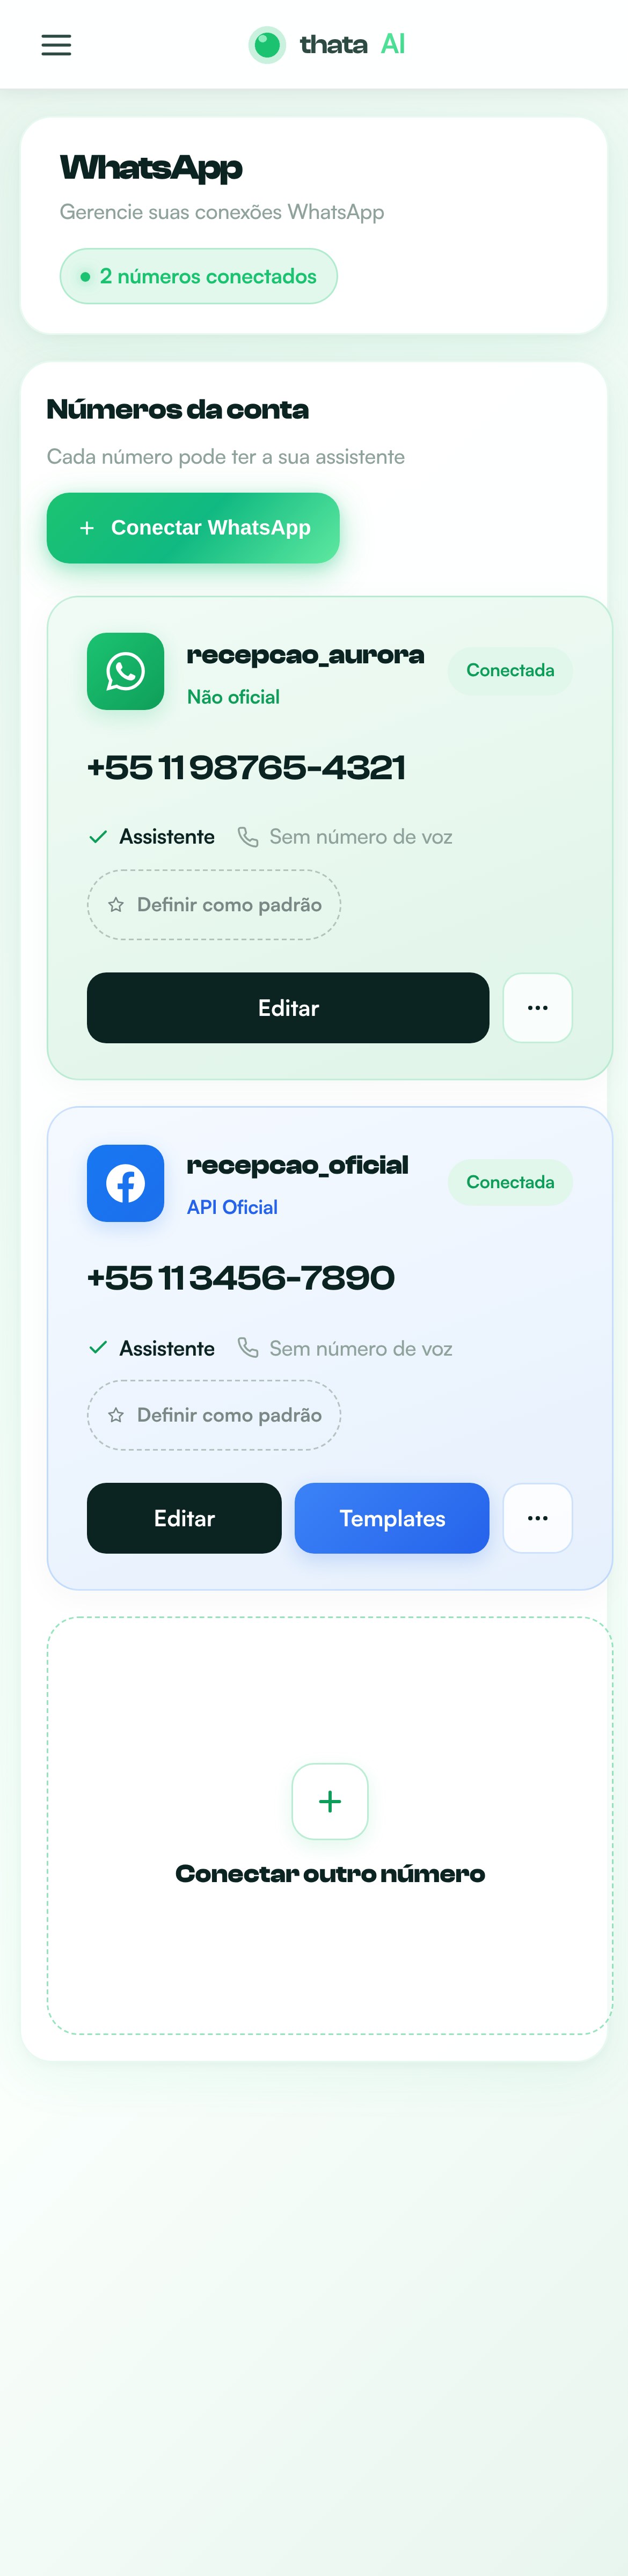 thata AI
WhatsApp
Gerencie suas conexões WhatsApp
2 números conectados
Números da conta
Cada número pode ter a sua assistente
+ Conectar WhatsApp
recepcao_aurora
Conectada
Não oficial
+55 11 98765-4321
Assistente Sem número de voz
Definir como padrão
Editar
recepcao_oficial
Conectada
API Oficial
+55 11 3456-7890
Assistente Sem número de voz
Definir como padrão
Editar Templates
Conectar outro número